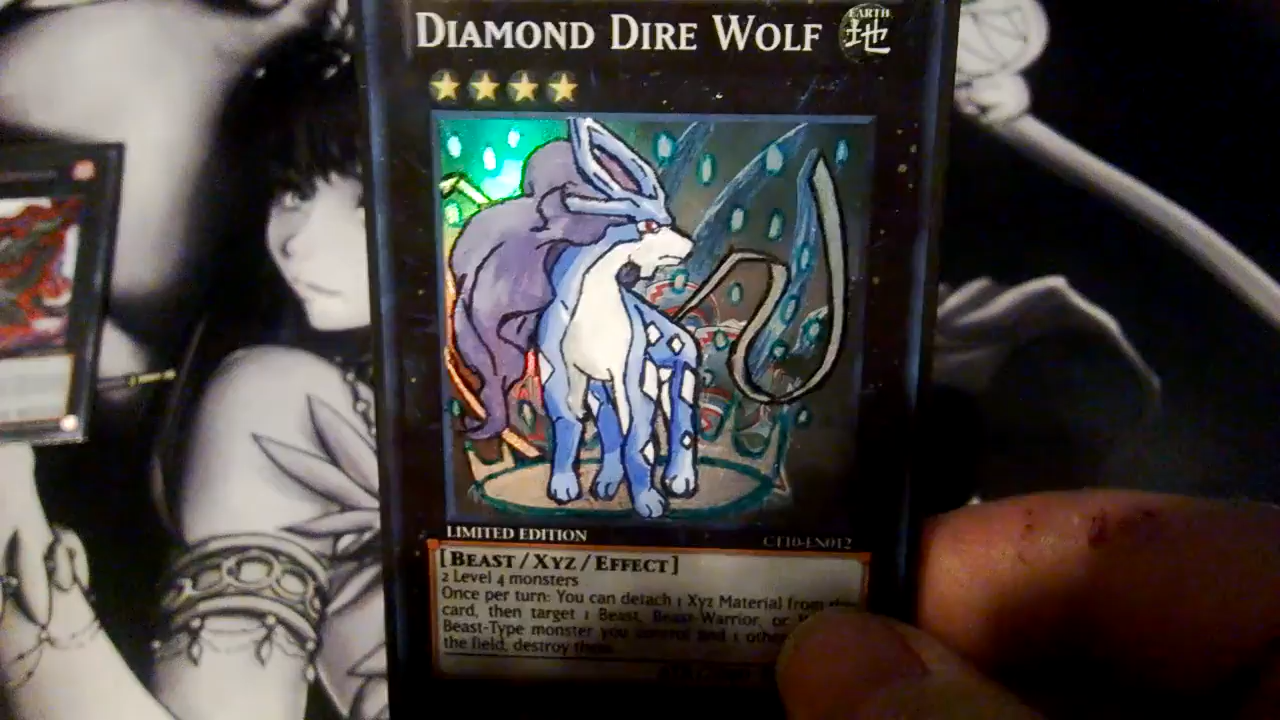 DIAMOND DIRE WOLF
EARTH
地
LIMITED EDITION
CT10-EN012
[BEAST/XYZ/EFFECT]
2 Level 4 monsters
Once per turn: You can detach 1 Xyz Material from this
card, then target 1 Beast, Beast-Warrior, or
Beast-Type monster you control and 1 other
the field, destroy them.